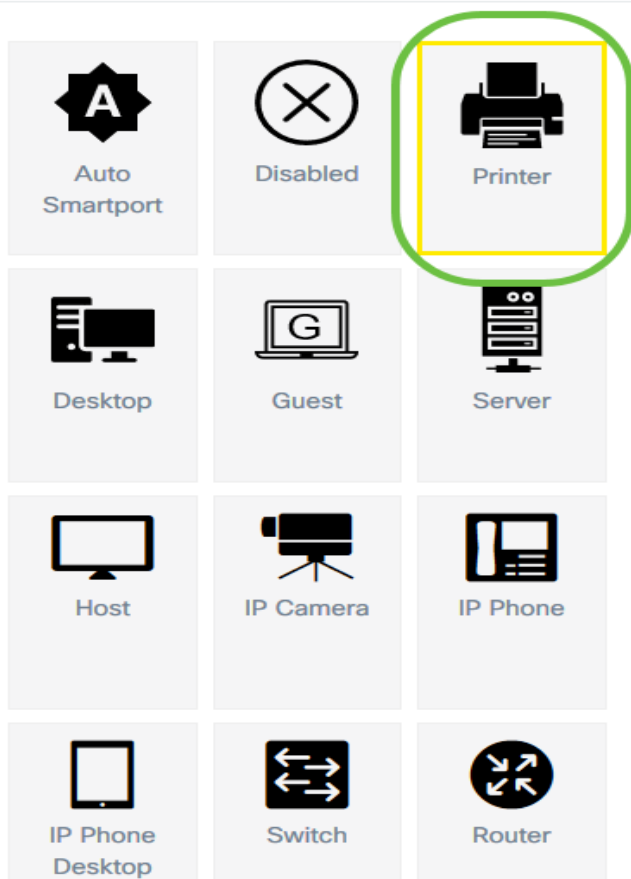 A
Auto
Smartport
Disabled
Printer
Desktop
G
Guest
Server
Host
IP Camera
IP Phone
IP Phone
Desktop
Switch
Router